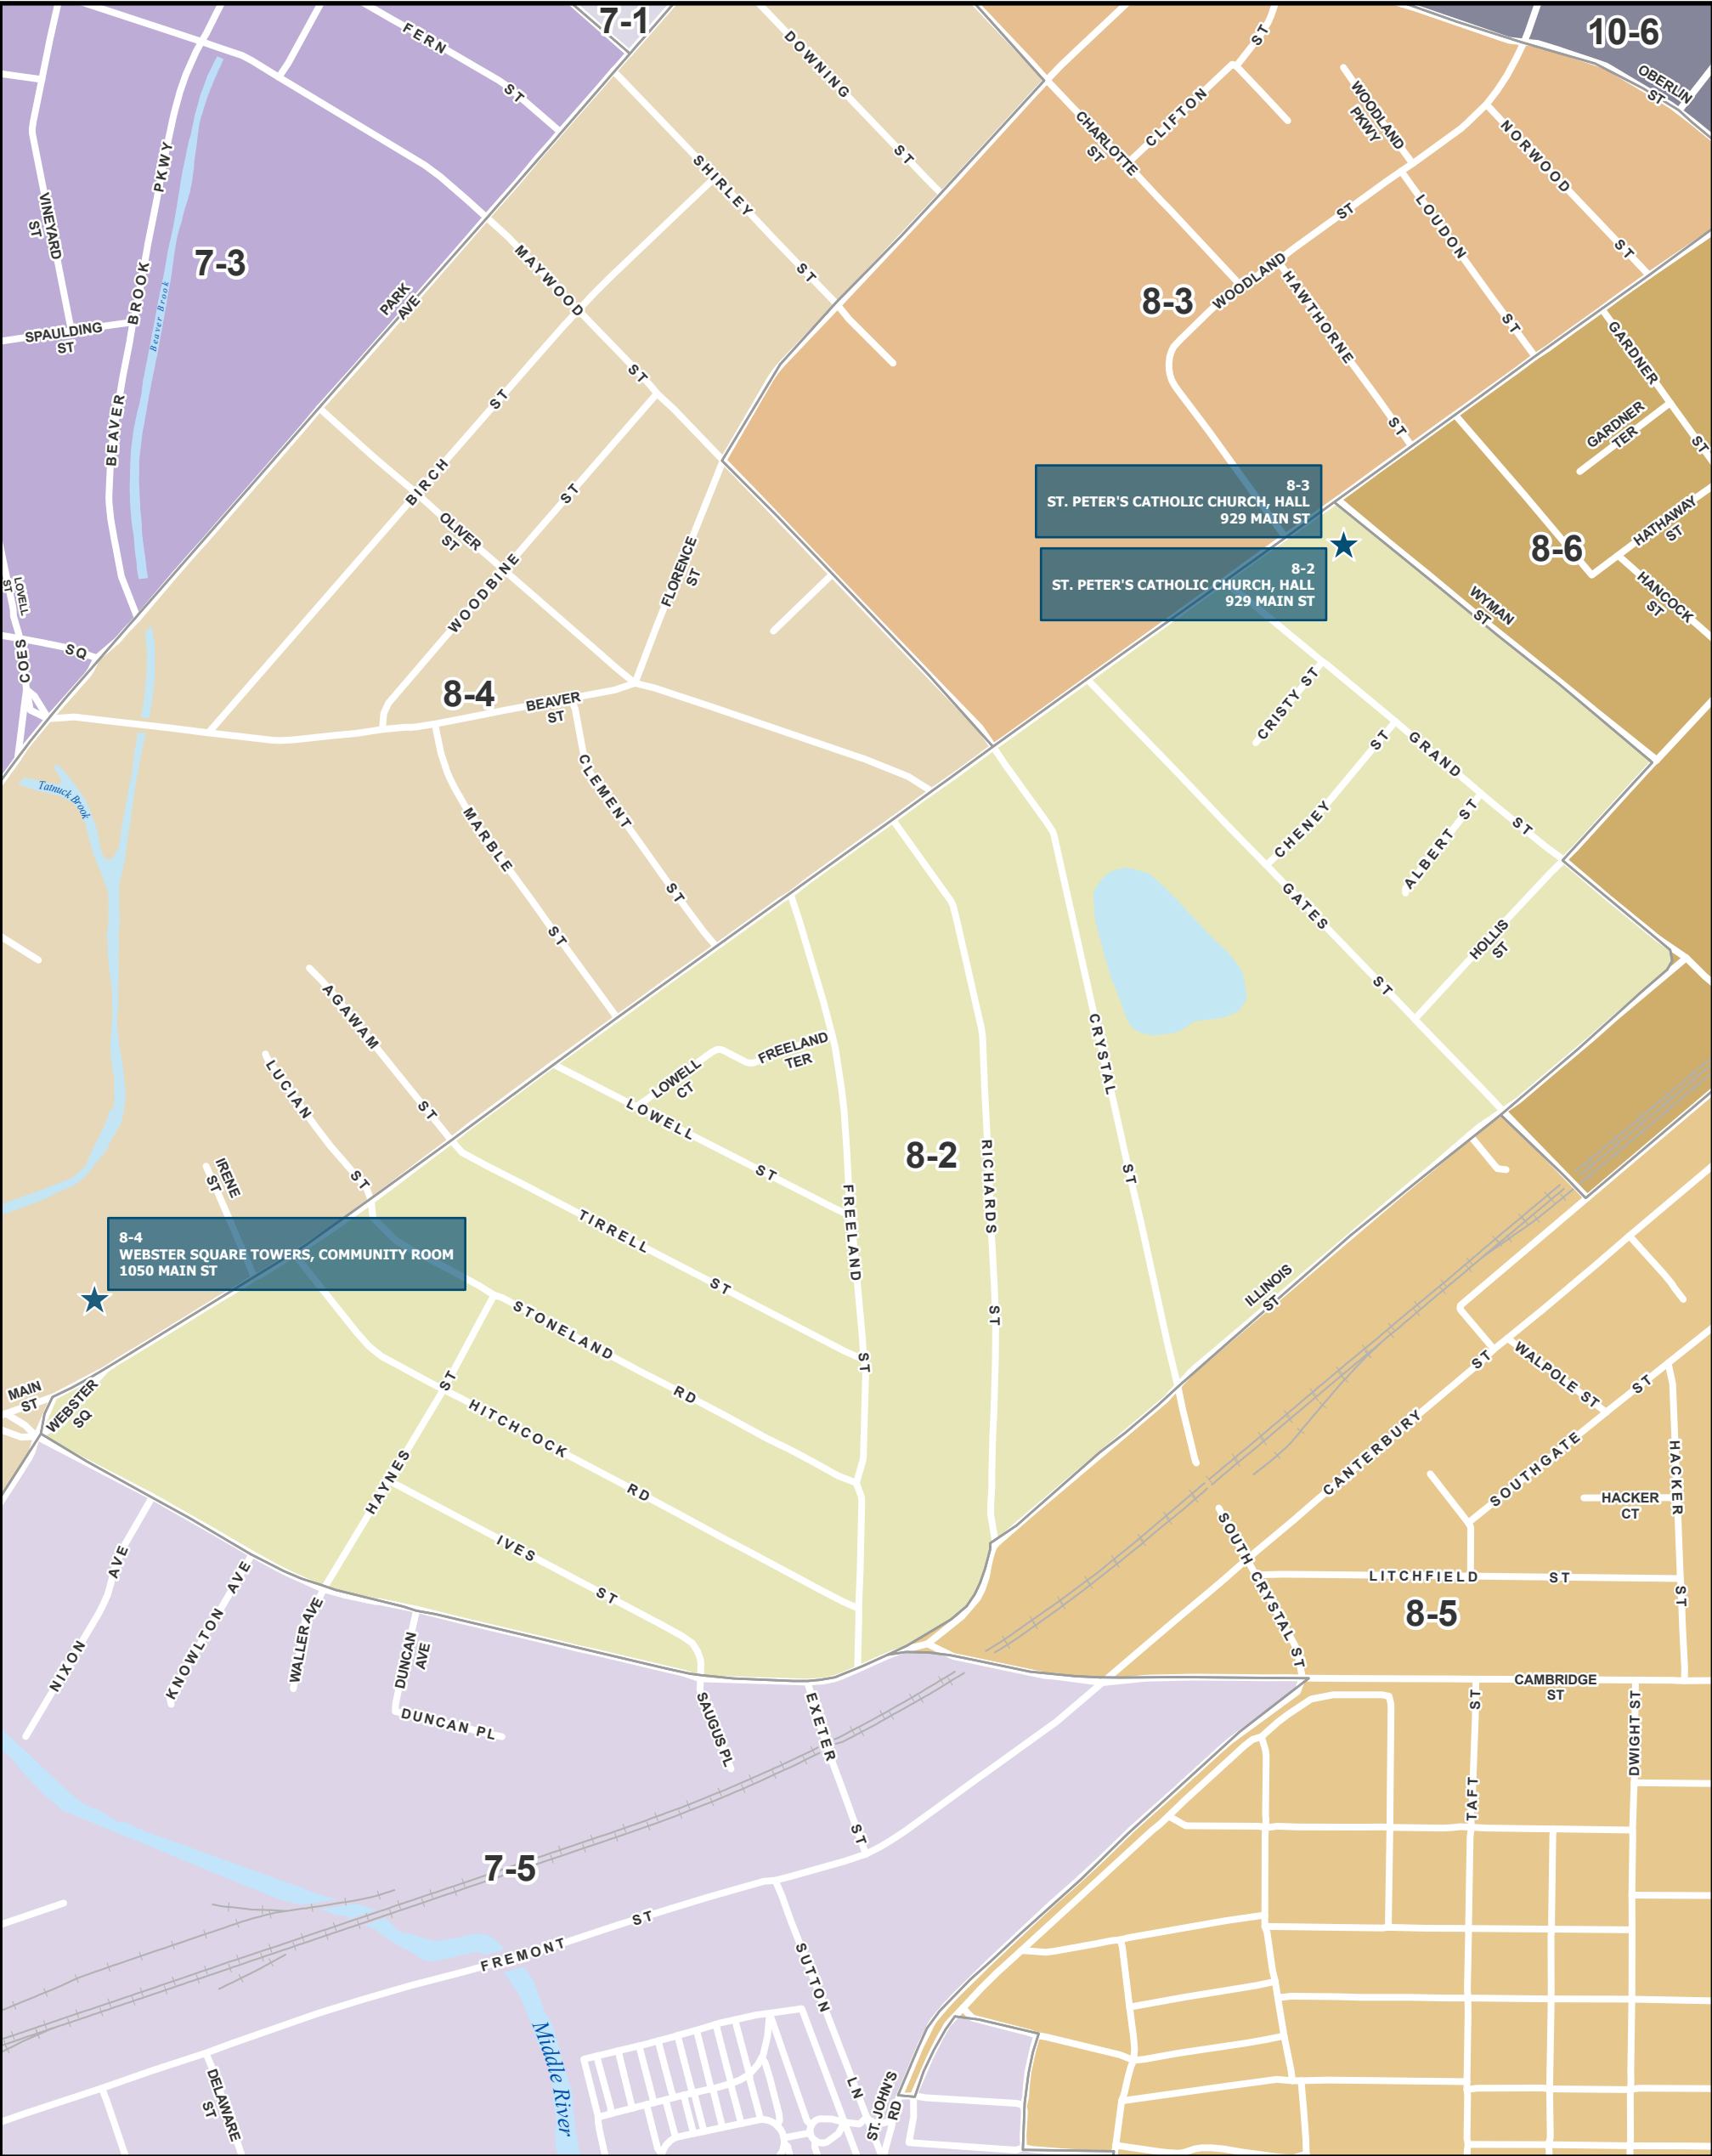 7-1
10-6
OBERLIN
ST
FERN
ST
DOWNING
ST
ST
CLIFTON
CHARLOTTE
ST
WOODLAND
PKWY
NORWOOD
ST
PKWY
BROOK
BEAVER
VINEYARD
ST
7-3
Beaver Brook
SPAULDING
ST
PARK
AVE
SHIRLEY
ST
MAYWOOD
ST
8-3
WOODLAND
ST
LOUDON
ST
HAWTHORNE
ST
GARDNER
ST
GARDNER
TER
HATHAWAY
ST
HANCOCK
ST
8-6
WYMAN
ST
8-3
ST. PETER'S CATHOLIC CHURCH, HALL
929 MAIN ST
8-2
ST. PETER'S CATHOLIC CHURCH, HALL
929 MAIN ST
BIRCH
ST
OLIVER
ST
WOODBINE
ST
FLORENCE
ST
LOVELL
ST
COES
SQ
8-4
BEAVER
ST
Tatnuck Brook
MARBLE
ST
CLEMENT
ST
CRISTY ST
CHENEY
ST
GRAND
ST
ALBERT ST
GATES
ST
HOLLIS
ST
AGAWAM
ST
LUCIAN
ST
IRENE
ST
LOWELL
CT
FREELAND
TER
LOWELL
ST
8-2
CRYSTAL
ST
RICHARDS
ST
FREELAND
ST
TIRRELL
ST
8-4
WEBSTER SQUARE TOWERS, COMMUNITY ROOM
1050 MAIN ST
STONELAND
RD
ILLINOIS
ST
MAIN
ST
WEBSTER
SQ
HITCHCOCK
RD
HAYNES
ST
IVES
ST
CANTERBURY
ST
WALPOLE ST
SOUTHGATE
ST
HACKER
ST
HACKER
CT
SOUTH CRYSTAL ST
LITCHFIELD
ST
8-5
CAMBRIDGE
ST
NIXON
AVE
KNOWLTON
AVE
WALLER AVE
DUNCAN
AVE
DUNCAN PL
SAUGUS PL
EXETER
ST
TAFT
ST
DWIGHT ST
7-5
FREMONT
ST
SUTTON
LN
Middle River
DELAWARE
ST
ST. JOHN'S
RD